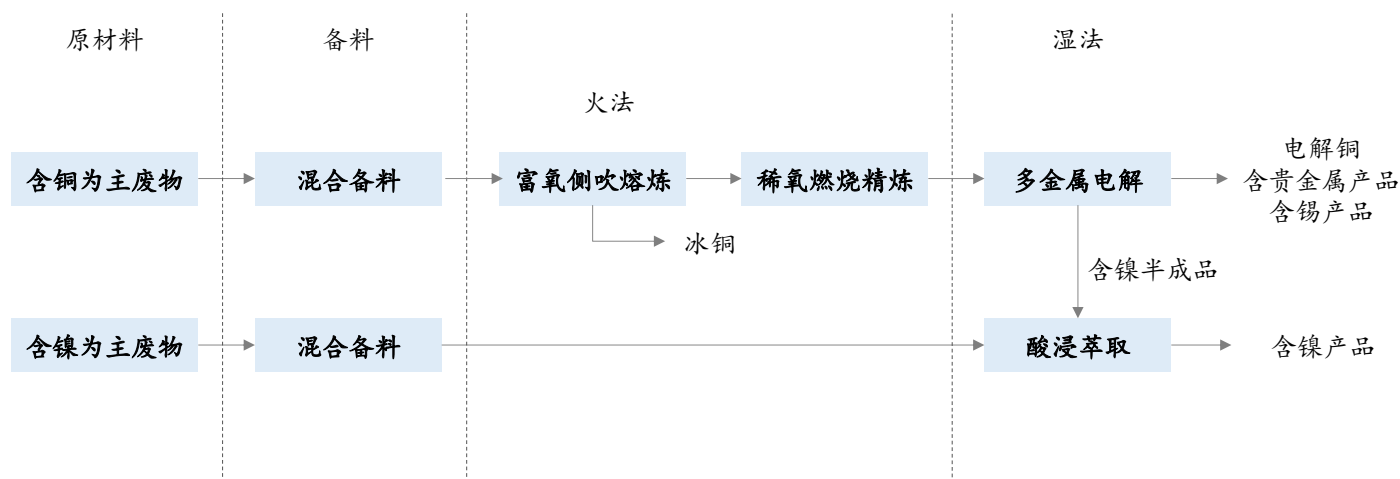 原材料
备料
湿法
火法
含铜为主废物
混合备料
富氧侧吹熔炼
稀氧燃烧精炼
多金属电解
电解铜
含贵金属产品
含锡产品
冰铜
含镍半成品
含镍为主废物
混合备料
酸浸萃取
含镍产品